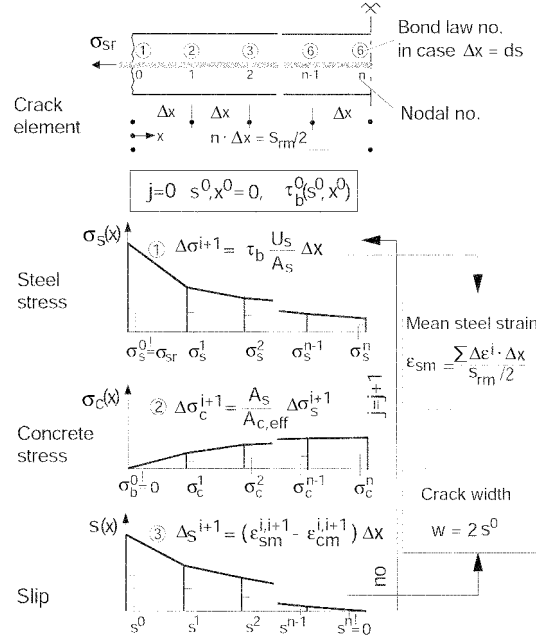 σsr
① ② ③ ⑥ ⑥
0 1 2 n-1 n
Bond law no.
in case Δx = ds
Nodal no.
Crack
element
Δx Δx Δx
x
n · Δx = Srm/2
j=0 s⁰,x⁰=0, τb⁰(s⁰,x⁰)
σs(x)
① Δσⁱ⁺¹ = τb Us/As Δx
Steel
stress
σs⁰=σsr σs¹ σs² σsⁿ⁻¹ σsⁿ
Mean steel strain
εsm = ∑Δεⁱ · Δx / Srm/2
j=j+1
σc(x)
② Δσcⁱ⁺¹ = As/Ac,eff Δσsⁱ⁺¹
Concrete
stress
σb⁰=0 σc¹ σc² σcⁿ⁻¹ σcⁿ
Crack width
w = 2 s⁰
s(x)
③ Δsⁱ⁺¹ = (εsmⁱ,ⁱ⁺¹ - εcmⁱ,ⁱ⁺¹) Δx
no
Slip
s⁰ s¹ s² sⁿ⁻¹ sⁿ=0